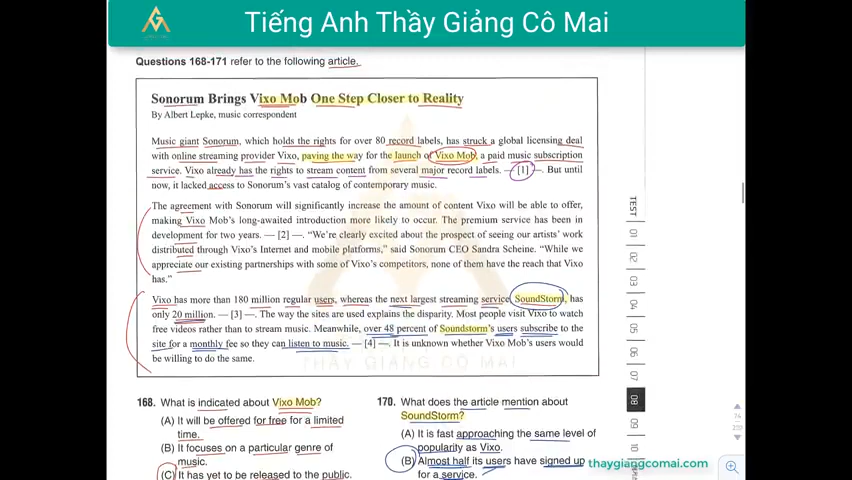 Tiếng Anh Thầy Giảng Cô Mai
Questions 168-171 refer to the following article.
Sonorum Brings Vixo Mob One Step Closer to Reality
By Albert Lepke, music correspondent
Music giant Sonorum, which holds the rights for over 80 record labels, has struck a global licensing deal
with online streaming provider Vixo, paving the way for the launch of Vixo Mob, a paid music subscription
service. Vixo already has the rights to stream content from several major record labels. — [1] —. But until
now, it lacked access to Sonorum's vast catalog of contemporary music.
The agreement with Sonorum will significantly increase the amount of content Vixo will be able to offer,
making Vixo Mob's long-awaited introduction more likely to occur. The premium service has been in
development for two years. — [2] —. “We're clearly excited about the prospect of seeing our artists' work
distributed through Vixo's Internet and mobile platforms,” said Sonorum CEO Sandra Scheine. “While we
appreciate our existing partnerships with some of Vixo's competitors, none of them have the reach that Vixo
has.”
Vixo has more than 180 million regular users, whereas the next largest streaming service, SoundStorm, has
only 20 million. — [3] —. The way the sites are used explains the disparity. Most people visit Vixo to watch
free videos rather than to stream music. Meanwhile, over 48 percent of Soundstorm's users subscribe to the
site for a monthly fee so they can listen to music. — [4] —. It is unknown whether Vixo Mob's users would
be willing to do the same.
THẦY GIẢNG CÔ MAI
168. What is indicated about Vixo Mob?
(A) It will be offered for free for a limited
time.
(B) It focuses on a particular genre of
music.
(C) It has yet to be released to the public.
170. What does the article mention about
SoundStorm?
(A) It is fast approaching the same level of
popularity as Vixo.
(B) Almost half its users have signed up
for a service.
thaygiangcomai.com
TEST
01
02
03
04
05
06
07
08
09
10
74